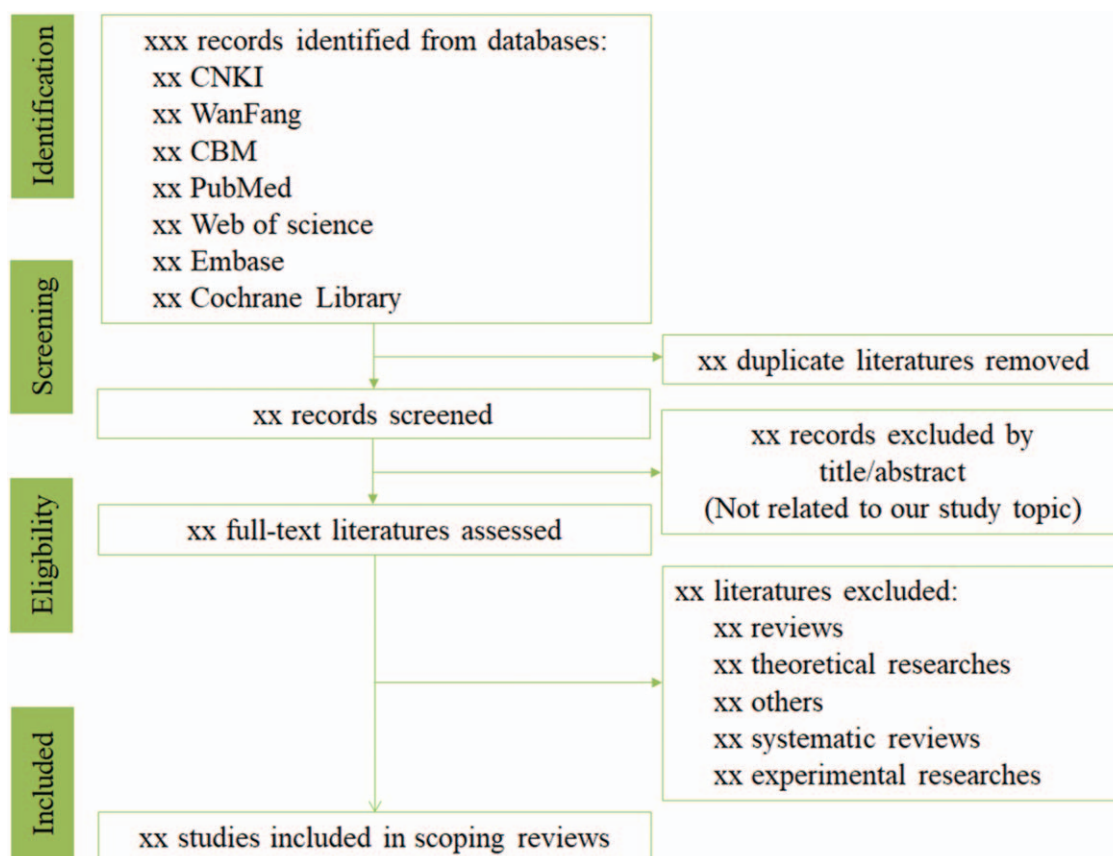 Identification
xxx records identified from databases:
xx CNKI
xx WanFang
xx CBM
xx PubMed
xx Web of science
xx Embase
xx Cochrane Library
Screening
xx duplicate literatures removed
xx records screened
xx records excluded by
title/abstract
(Not related to our study topic)
Eligibility
xx full-text literatures assessed
xx literatures excluded:
xx reviews
xx theoretical researches
xx others
xx systematic reviews
xx experimental researches
Included
xx studies included in scoping reviews